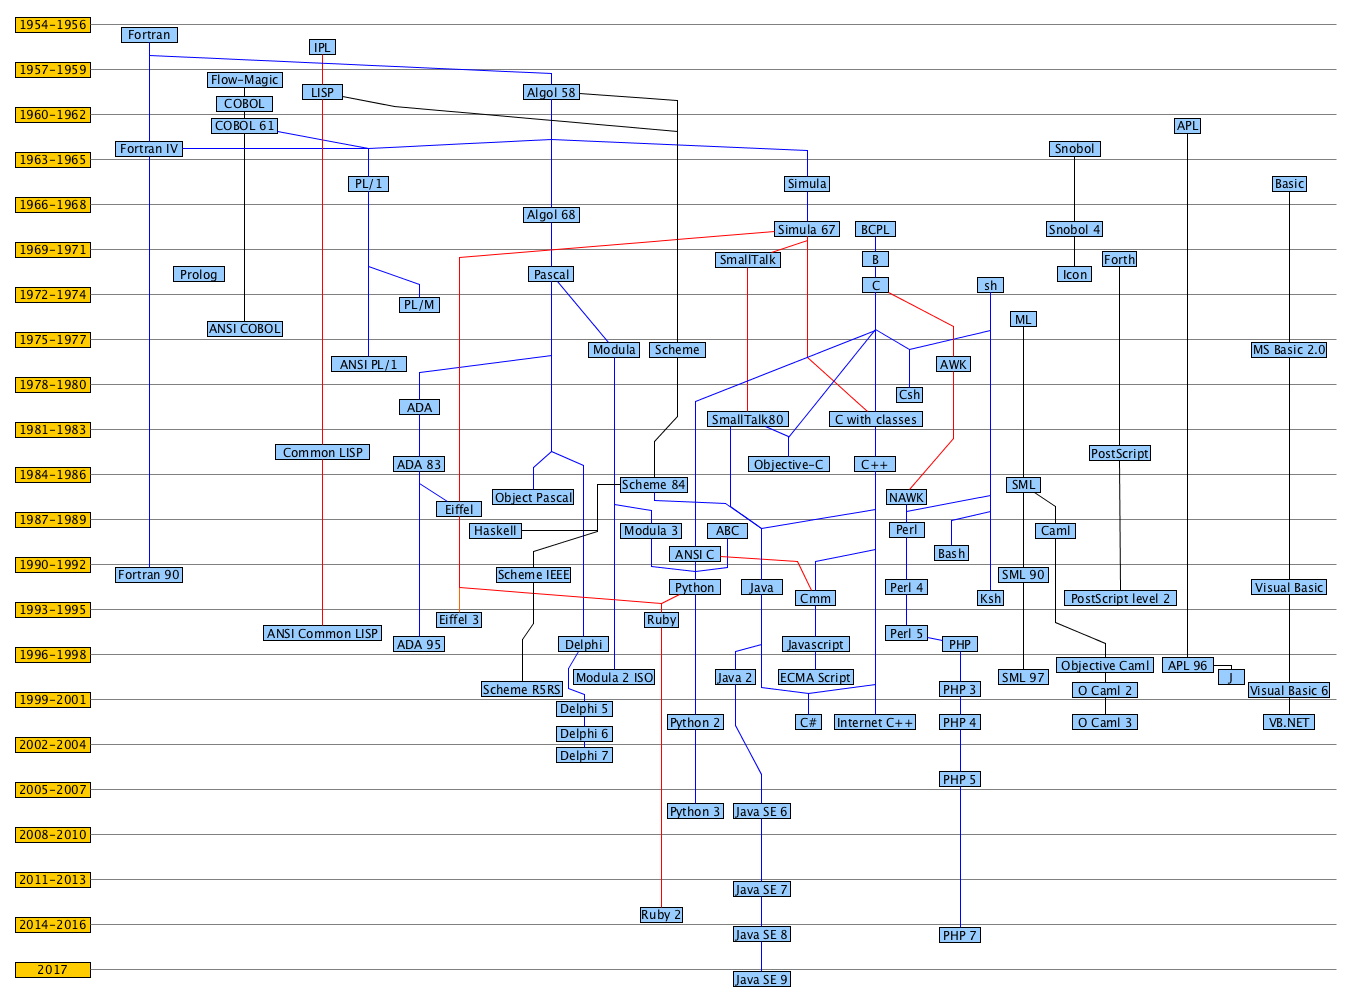 1954-1956
Fortran
IPL
1957-1959
Flow-Magic
LISP
Algol 58
COBOL
1960-1962
COBOL 61
APL
Fortran IV
Snobol
1963-1965
PL/1
Simula
Basic
1966-1968
Algol 68
Simula 67
BCPL
Snobol 4
1969-1971
SmallTalk
B
Forth
Prolog
Pascal
Icon
C
sh
1972-1974
PL/M
ML
ANSI COBOL
1975-1977
Modula
Scheme
MS Basic 2.0
ANSI PL/1
AWK
1978-1980
Csh
ADA
SmallTalk80
C with classes
1981-1983
Common LISP
PostScript
ADA 83
Objective-C
C++
1984-1986
Scheme 84
SML
Object Pascal
NAWK
Eiffel
1987-1989
Haskell
Modula 3
ABC
Perl
Caml
ANSI C
Bash
1990-1992
Fortran 90
Scheme IEEE
SML 90
Python
Java
Perl 4
Visual Basic
Cmm
Ksh
PostScript level 2
1993-1995
Eiffel 3
Ruby
ANSI Common LISP
Perl 5
ADA 95
Delphi
Javascript
PHP
1996-1998
Objective Caml
APL 96
Modula 2 ISO
Java 2
ECMA Script
SML 97
J
Scheme R5RS
PHP 3
O Caml 2
Visual Basic 6
1999-2001
Delphi 5
Python 2
C#
Internet C++
PHP 4
O Caml 3
VB.NET
Delphi 6
2002-2004
Delphi 7
PHP 5
2005-2007
Python 3
Java SE 6
2008-2010
2011-2013
Java SE 7
Ruby 2
2014-2016
Java SE 8
PHP 7
2017
Java SE 9